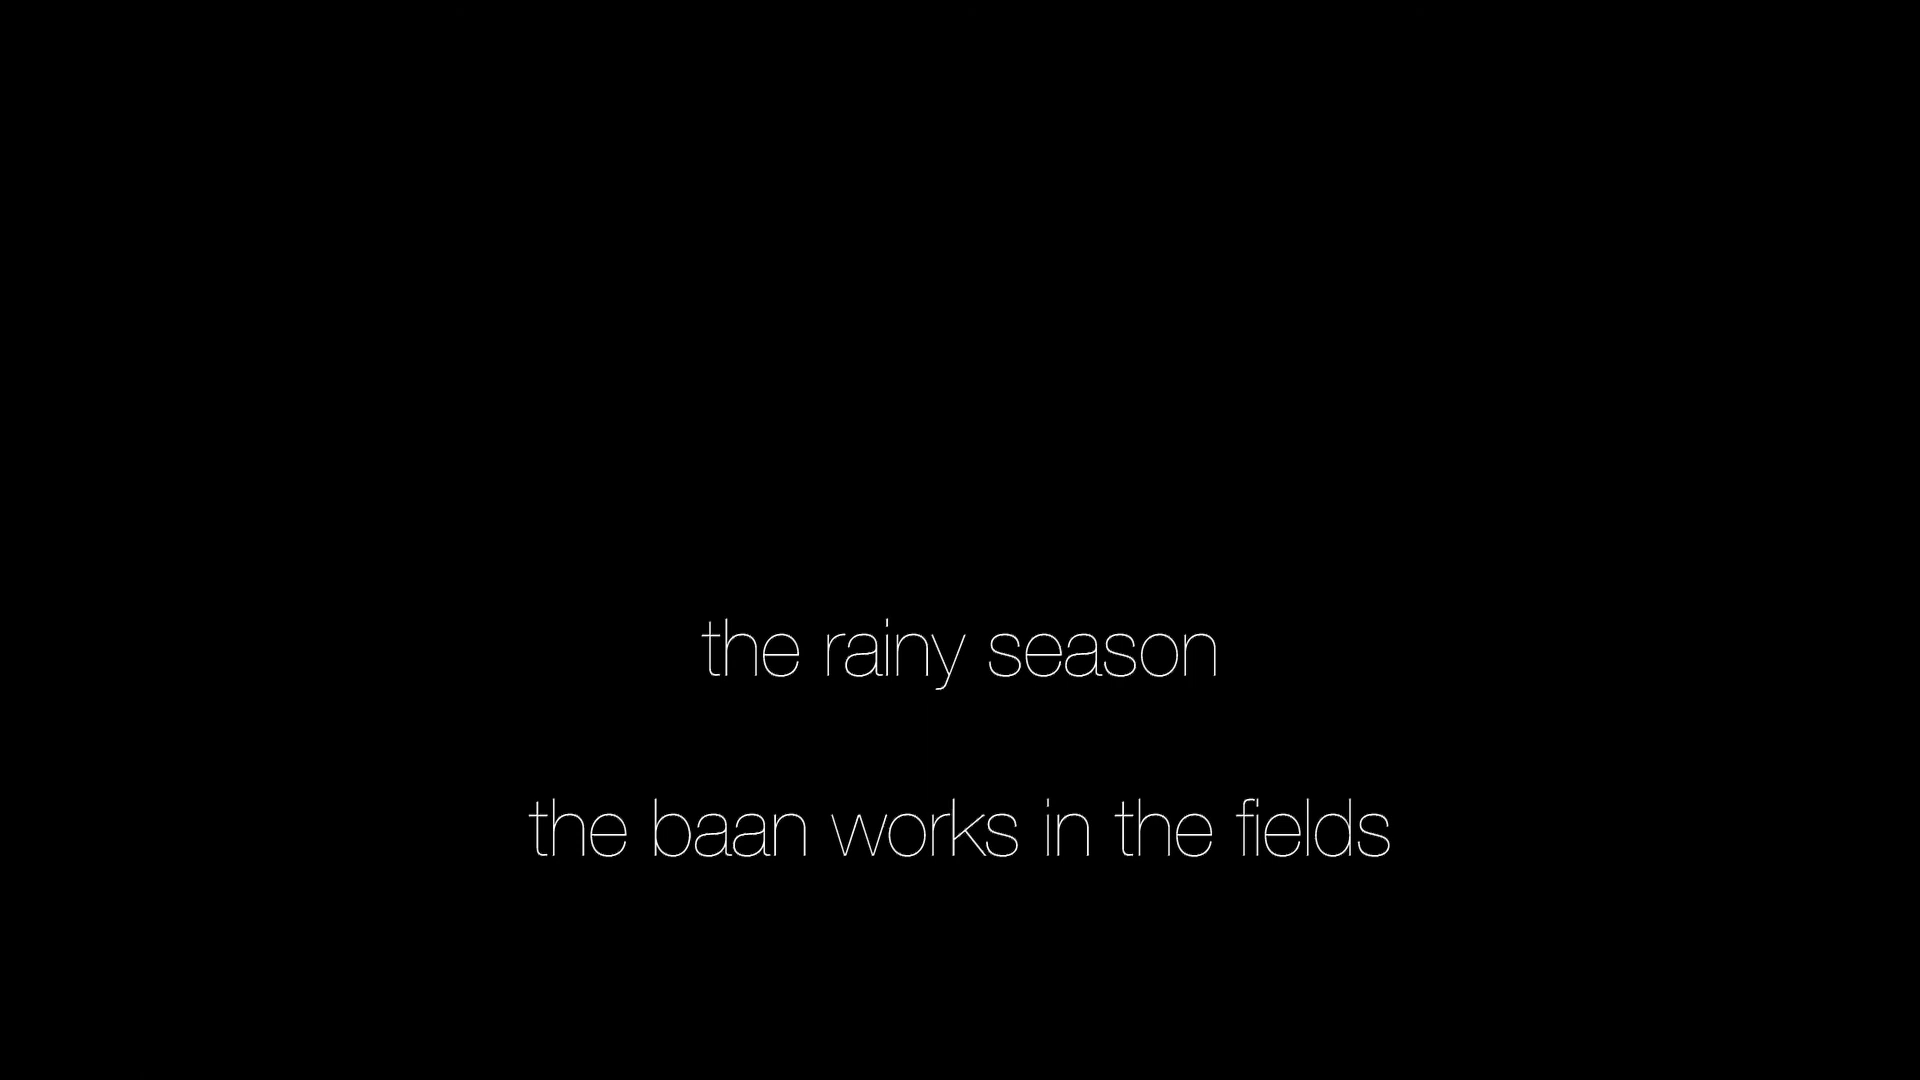 the rainy season
the baan works in the fields